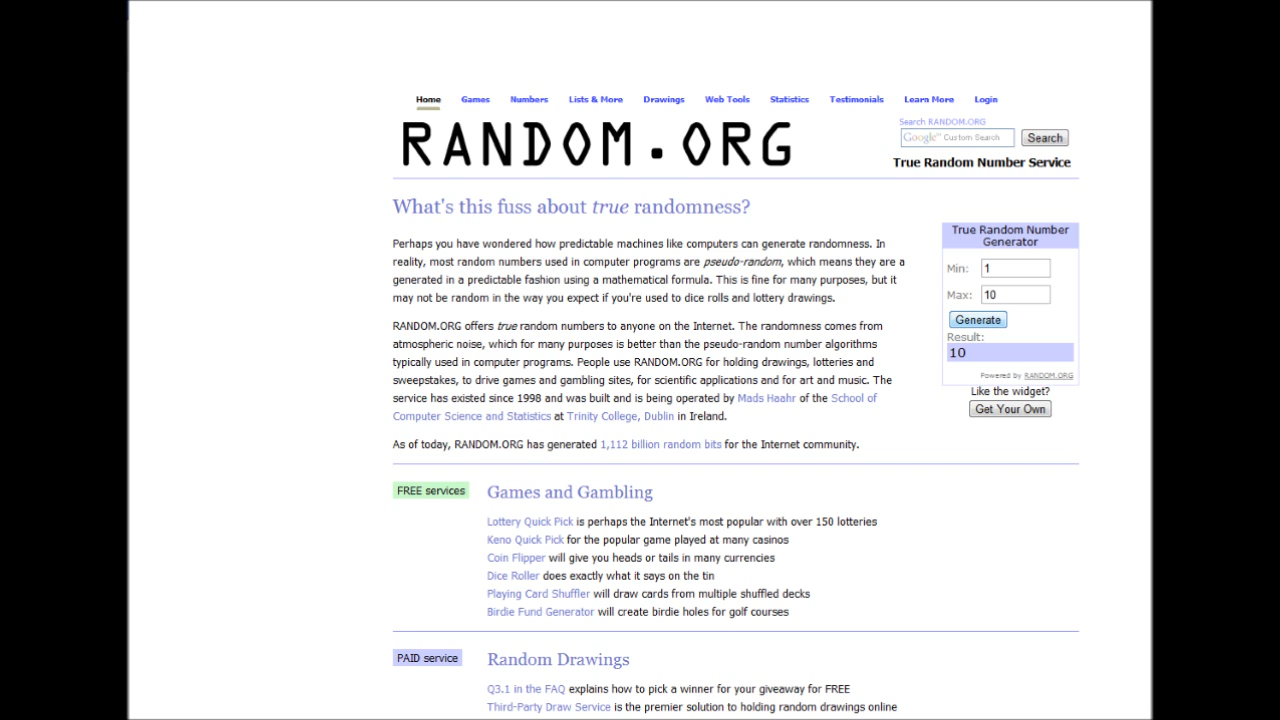 Home Games Numbers Lists & More Drawings Web Tools Statistics Testimonials Learn More Login
RANDOM.ORG
Search RANDOM.ORG
Google™ Custom Search Search
True Random Number Service
What's this fuss about true randomness?
Perhaps you have wondered how predictable machines like computers can generate randomness. In
reality, most random numbers used in computer programs are pseudo-random, which means they are a
generated in a predictable fashion using a mathematical formula. This is fine for many purposes, but it
may not be random in the way you expect if you're used to dice rolls and lottery drawings.
RANDOM.ORG offers true random numbers to anyone on the Internet. The randomness comes from
atmospheric noise, which for many purposes is better than the pseudo-random number algorithms
typically used in computer programs. People use RANDOM.ORG for holding drawings, lotteries and
sweepstakes, to drive games and gambling sites, for scientific applications and for art and music. The
service has existed since 1998 and was built and is being operated by Mads Haahr of the School of
Computer Science and Statistics at Trinity College, Dublin in Ireland.
As of today, RANDOM.ORG has generated 1,112 billion random bits for the Internet community.
True Random Number
Generator
Min: 1
Max: 10
Generate
Result:
10
Powered by RANDOM.ORG
Like the widget?
Get Your Own
FREE services
Games and Gambling
Lottery Quick Pick is perhaps the Internet's most popular with over 150 lotteries
Keno Quick Pick for the popular game played at many casinos
Coin Flipper will give you heads or tails in many currencies
Dice Roller does exactly what it says on the tin
Playing Card Shuffler will draw cards from multiple shuffled decks
Birdie Fund Generator will create birdie holes for golf courses
PAID service
Random Drawings
Q3.1 in the FAQ explains how to pick a winner for your giveaway for FREE
Third-Party Draw Service is the premier solution to holding random drawings online